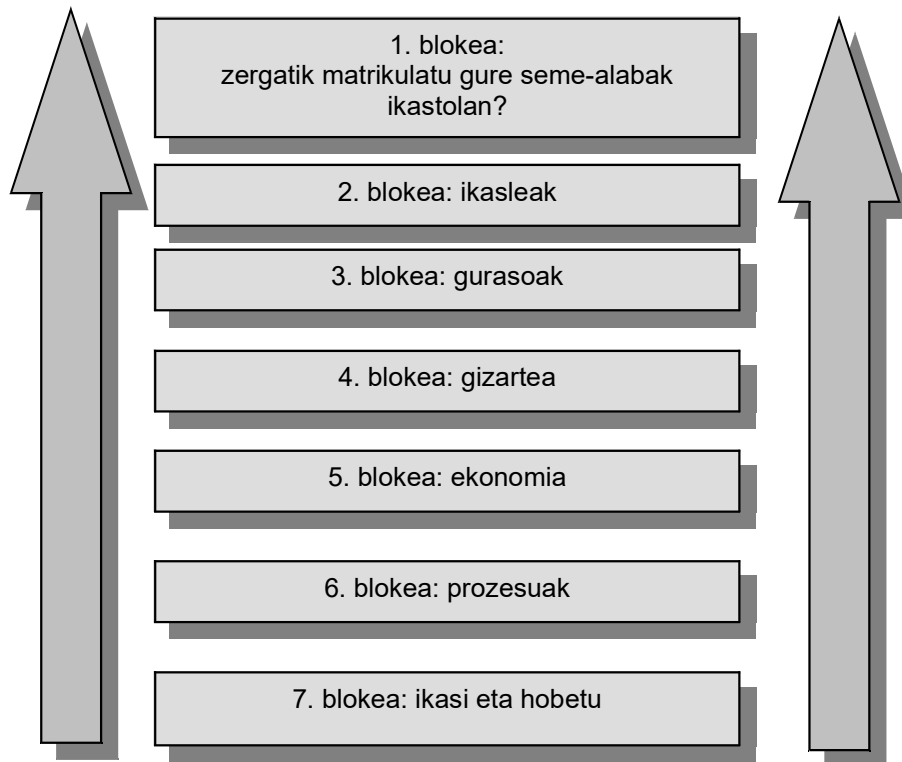 1. blokea:
zergatik matrikulatu gure seme-alabak
ikastolan?
2. blokea: ikasleak
3. blokea: gurasoak
4. blokea: gizartea
5. blokea: ekonomia
6. blokea: prozesuak
7. blokea: ikasi eta hobetu